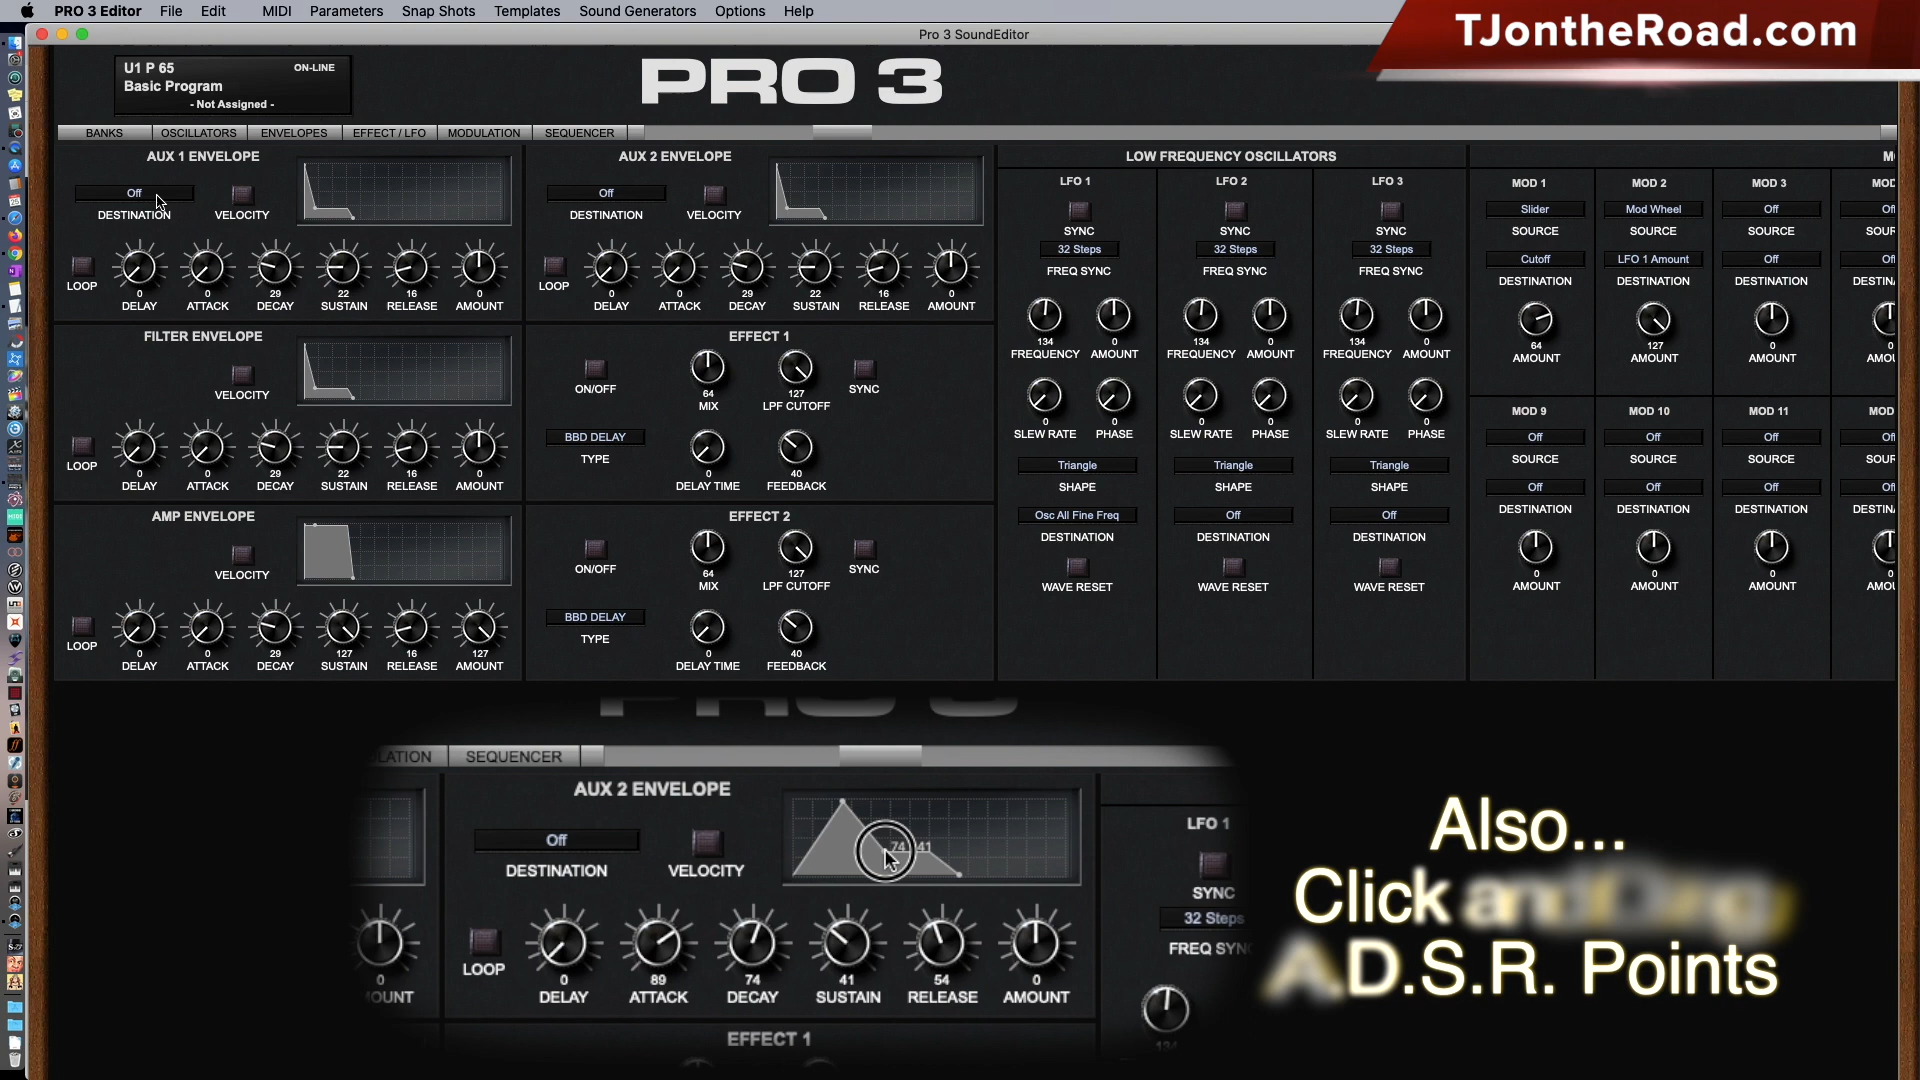 PRO 3 Editor File Edit MIDI Parameters Snap Shots Templates Sound Generators Options Help
Pro 3 SoundEditor
TJontheRoad.com
U1 P 65 ON-LINE
Basic Program
- Not Assigned -
PRO 3
BANKS OSCILLATORS ENVELOPES EFFECT / LFO MODULATION SEQUENCER
AUX 1 ENVELOPE
Off
DESTINATION VELOCITY
LOOP
0 0 29 22 16 0
DELAY ATTACK DECAY SUSTAIN RELEASE AMOUNT
AUX 2 ENVELOPE
Off
DESTINATION VELOCITY
LOOP
0 0 29 22 16 0
DELAY ATTACK DECAY SUSTAIN RELEASE AMOUNT
FILTER ENVELOPE
VELOCITY
LOOP
0 0 29 22 16 0
DELAY ATTACK DECAY SUSTAIN RELEASE AMOUNT
EFFECT 1
ON/OFF 64 127 SYNC
MIX LPF CUTOFF
BBD DELAY
TYPE
0 40
DELAY TIME FEEDBACK
AMP ENVELOPE
VELOCITY
LOOP
0 0 29 127 16 127
DELAY ATTACK DECAY SUSTAIN RELEASE AMOUNT
EFFECT 2
ON/OFF 64 127 SYNC
MIX LPF CUTOFF
BBD DELAY
TYPE
0 40
DELAY TIME FEEDBACK
LOW FREQUENCY OSCILLATORS
LFO 1 LFO 2 LFO 3
SYNC SYNC SYNC
32 Steps 32 Steps 32 Steps
FREQ SYNC FREQ SYNC FREQ SYNC
134 0 134 0 134 0
FREQUENCY AMOUNT FREQUENCY AMOUNT FREQUENCY AMOUNT
0 0 0 0 0 0
SLEW RATE PHASE SLEW RATE PHASE SLEW RATE PHASE
Triangle Triangle Triangle
SHAPE SHAPE SHAPE
Osc All Fine Freq Off Off
DESTINATION DESTINATION DESTINATION
WAVE RESET WAVE RESET WAVE RESET
MOD 1 MOD 2 MOD 3
Slider Mod Wheel Off
SOURCE SOURCE SOURCE
Cutoff LFO 1 Amount Off
DESTINATION DESTINATION DESTINATION
64 127 0
AMOUNT AMOUNT AMOUNT
MOD 9 MOD 10 MOD 11
Off Off Off
SOURCE SOURCE SOURCE
Off Off Off
DESTINATION DESTINATION DESTINATION
0 0 0
AMOUNT AMOUNT AMOUNT
SEQUENCER
AUX 2 ENVELOPE
Off
DESTINATION VELOCITY
74 41
LOOP
0 0 89 74 41 54 0
DELAY ATTACK DECAY SUSTAIN RELEASE AMOUNT
EFFECT 1
LFO 1
SYNC
32 Steps
FREQ SYNC
134
Also...
Click and Drag
A.D.S.R. Points